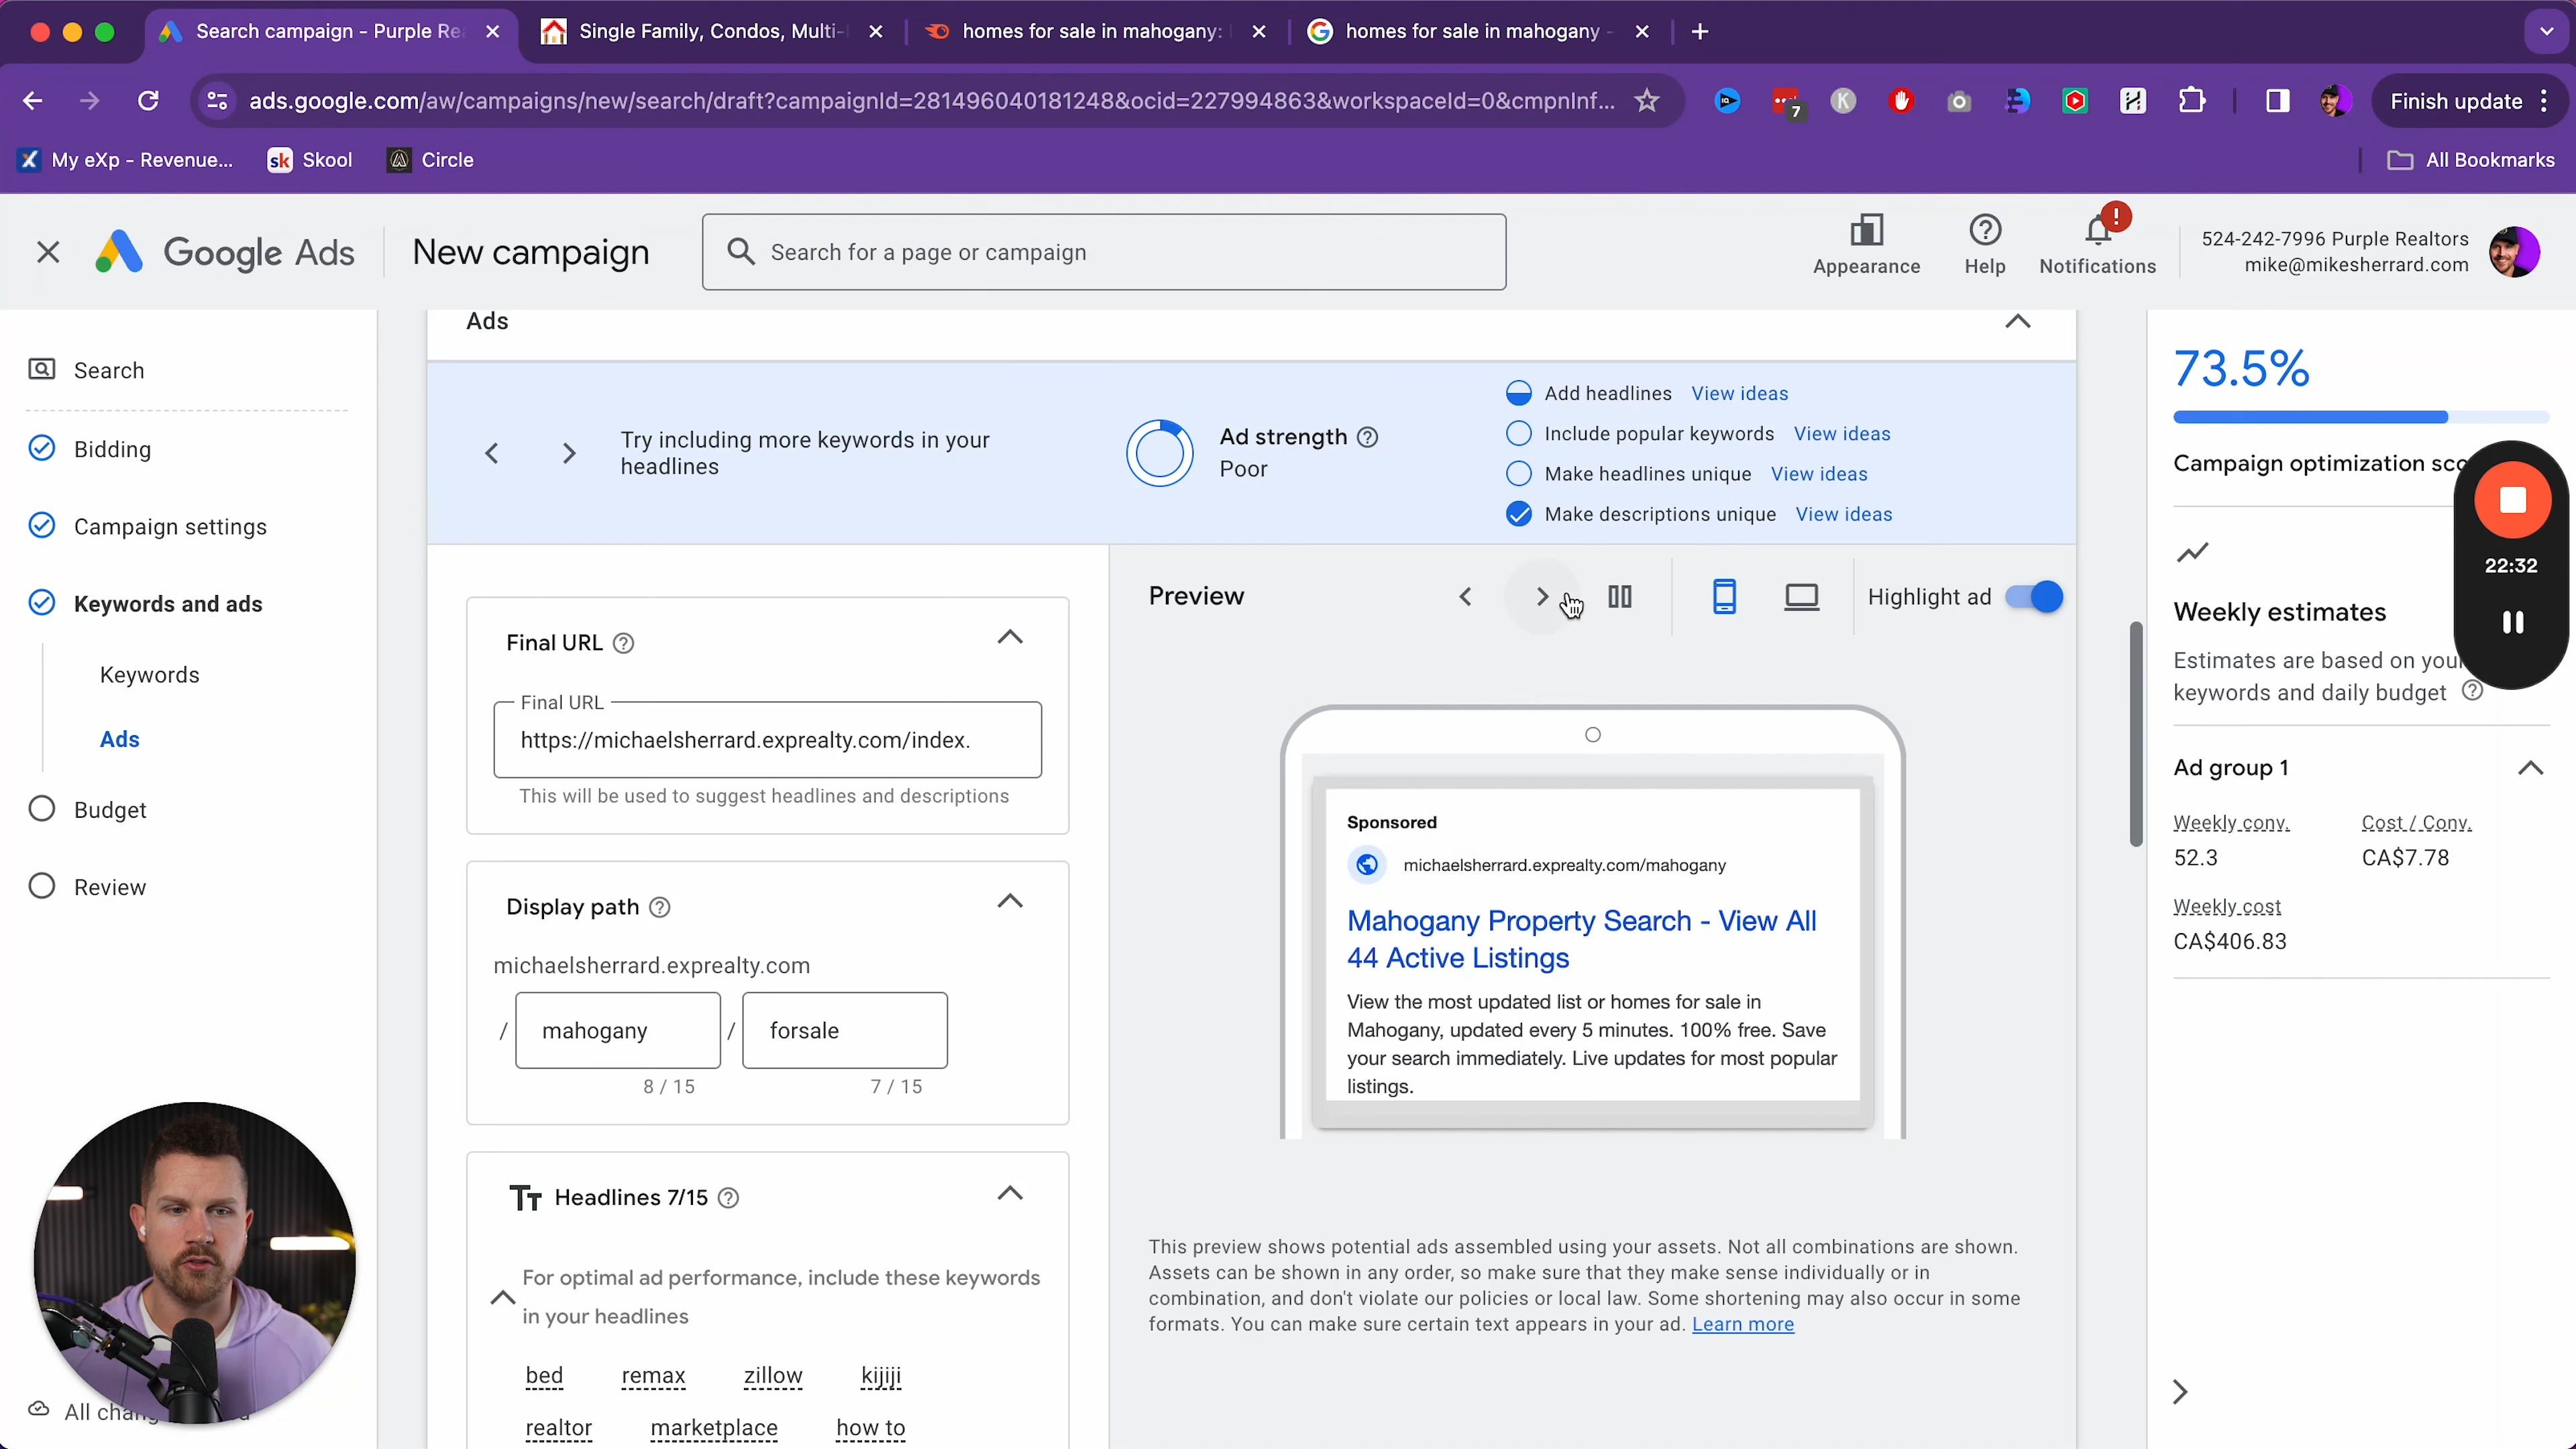 Search campaign - Purple Rea
Single Family, Condos, Multi-
homes for sale in mahogany:
homes for sale in mahogany -
ads.google.com/aw/campaigns/new/search/draft?campaignId=281496040181248&ocid=227994863&workspaceId=0&cmpnInf...
7
Finish update
My eXp - Revenue...
sk Skool
Circle
All Bookmarks
Google Ads
New campaign
Search for a page or campaign
Appearance
Help
Notifications
524-242-7996 Purple Realtors
mike@mikesherrard.com
Search
Bidding
Campaign settings
Keywords and ads
Keywords
Ads
Budget
Review
Ads
Try including more keywords in your
headlines
Ad strength
Poor
Add headlines View ideas
Include popular keywords View ideas
Make headlines unique View ideas
Make descriptions unique View ideas
Final URL
Final URL
https://michaelsherrard.exprealty.com/index.
This will be used to suggest headlines and descriptions
Display path
michaelsherrard.exprealty.com
/ mahogany / forsale
8 / 15 7 / 15
Headlines 7/15
For optimal ad performance, include these keywords
in your headlines
bed remax zillow kijiji
realtor marketplace how to
Preview
Highlight ad
Sponsored
michaelsherrard.exprealty.com/mahogany
Mahogany Property Search - View All
44 Active Listings
View the most updated list or homes for sale in
Mahogany, updated every 5 minutes. 100% free. Save
your search immediately. Live updates for most popular
listings.
This preview shows potential ads assembled using your assets. Not all combinations are shown.
Assets can be shown in any order, so make sure that they make sense individually or in
combination, and don't violate our policies or local law. Some shortening may also occur in some
formats. You can make sure certain text appears in your ad. Learn more
73.5%
Campaign optimization sco
22:32
Weekly estimates
Estimates are based on your
keywords and daily budget
Ad group 1
Weekly conv. Cost / Conv.
52.3 CA$7.78
Weekly cost
CA$406.83
All chan